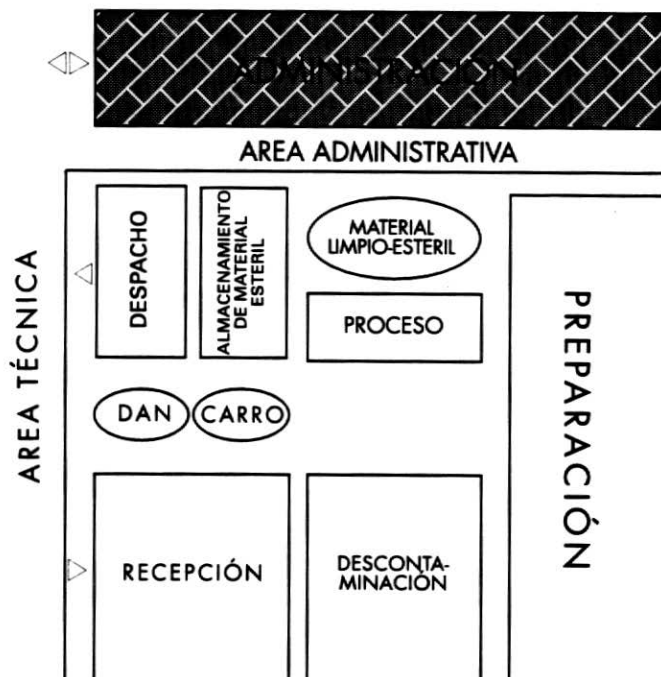 ADMINISTRACIÓN
AREA ADMINISTRATIVA
AREA TÉCNICA
DESPACHO
ALMACENAMIENTO
DE MATERIAL
ESTERIL
MATERIAL
LIMPIO-ESTERIL
PROCESO
PREPARACIÓN
DAN
CARRO
RECEPCIÓN
DESCONTA-
MINACIÓN